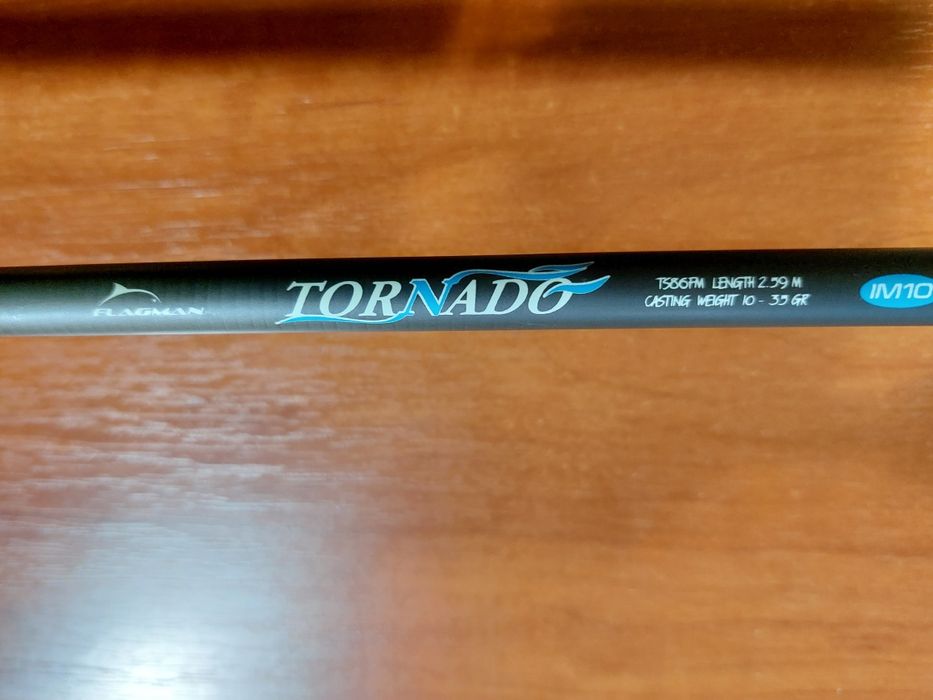 FLAGMAN
TORNADO
TS86FM LENGTH 2.59 M
CASTING WEIGHT 10 - 35 GR
IM10